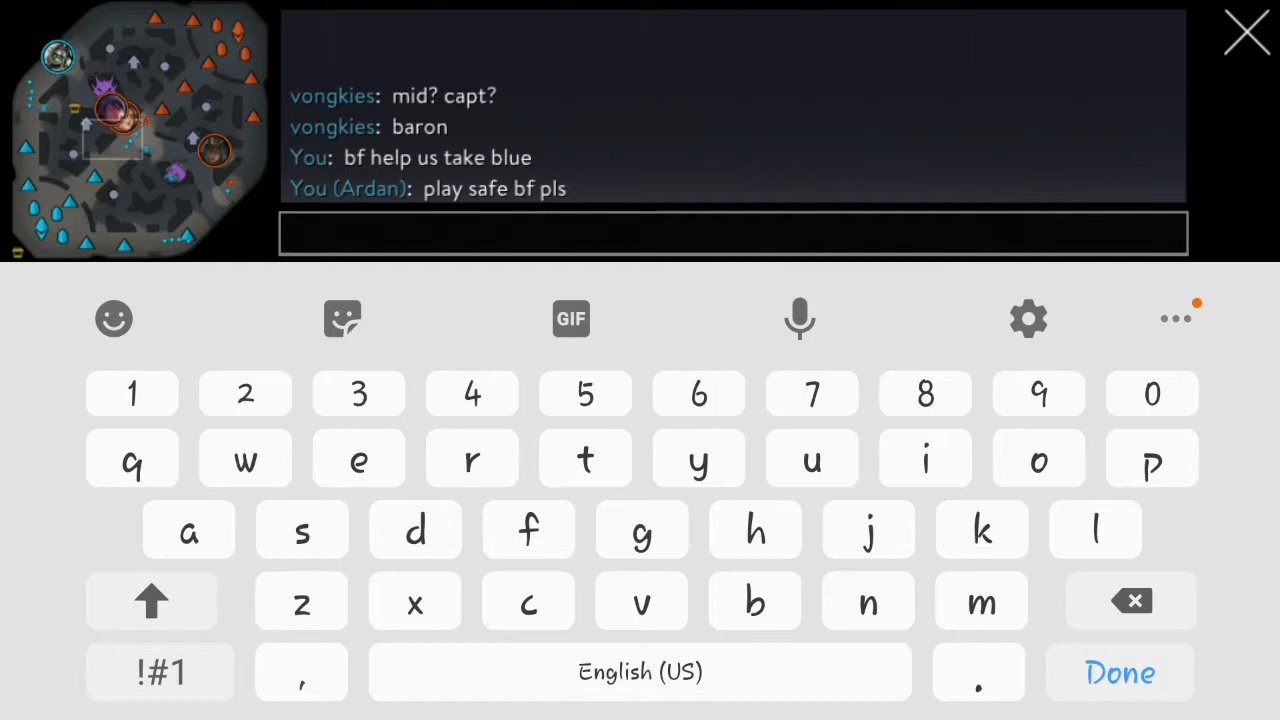 vongkies: mid? capt?
vongkies: baron
You: bf help us take blue
You (Ardan): play safe bf pls
GIF
1 2 3 4 5 6 7 8 9 0
q w e r t y u i o p
a s d f g h j k l
z x c v b n m
!#1 , English (US) . Done